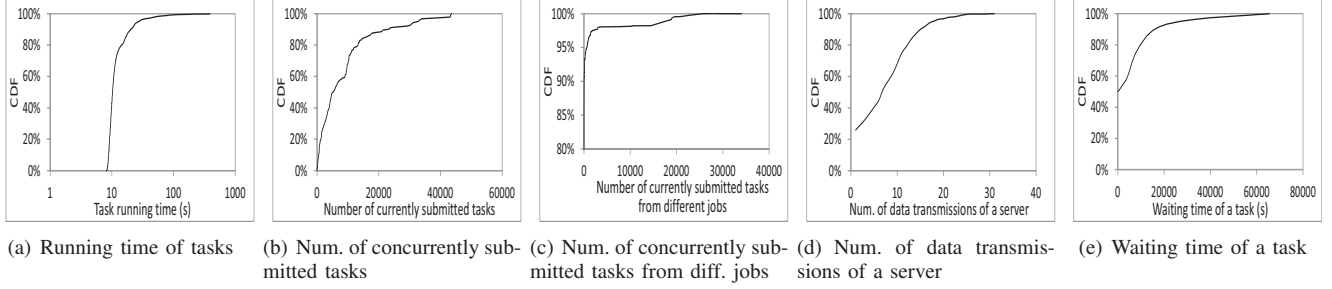 100%
80%
60%
40%
20%
0%
CDF
1
10
100
1000
Task running time (s)
(a) Running time of tasks
100%
80%
60%
40%
20%
0%
CDF
0
20000
40000
60000
Number of currently submitted tasks
(b) Num. of concurrently sub-
mitted tasks
100%
95%
90%
85%
80%
CDF
0
10000
20000
30000
40000
Number of currently submitted tasks
from different jobs
(c) Num. of concurrently sub-
mitted tasks from diff. jobs
100%
80%
60%
40%
20%
0%
CDF
0
10
20
30
40
Num. of data transmissions of a server
(d) Num. of data transmis-
sions of a server
100%
80%
60%
40%
20%
0%
CDF
0
20000
40000
60000
80000
Waiting time of a task (s)
(e) Waiting time of a task